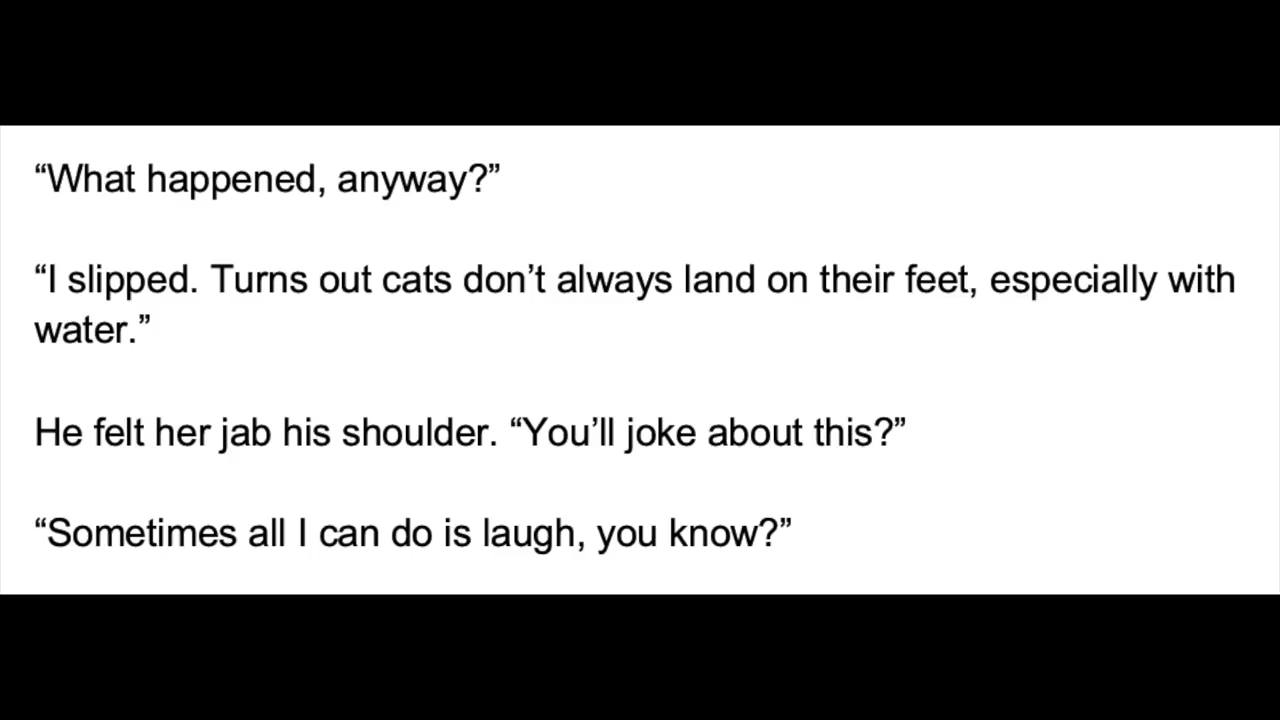 “What happened, anyway?”
“I slipped. Turns out cats don’t always land on their feet, especially with
water.”
He felt her jab his shoulder. “You’ll joke about this?”
“Sometimes all I can do is laugh, you know?”